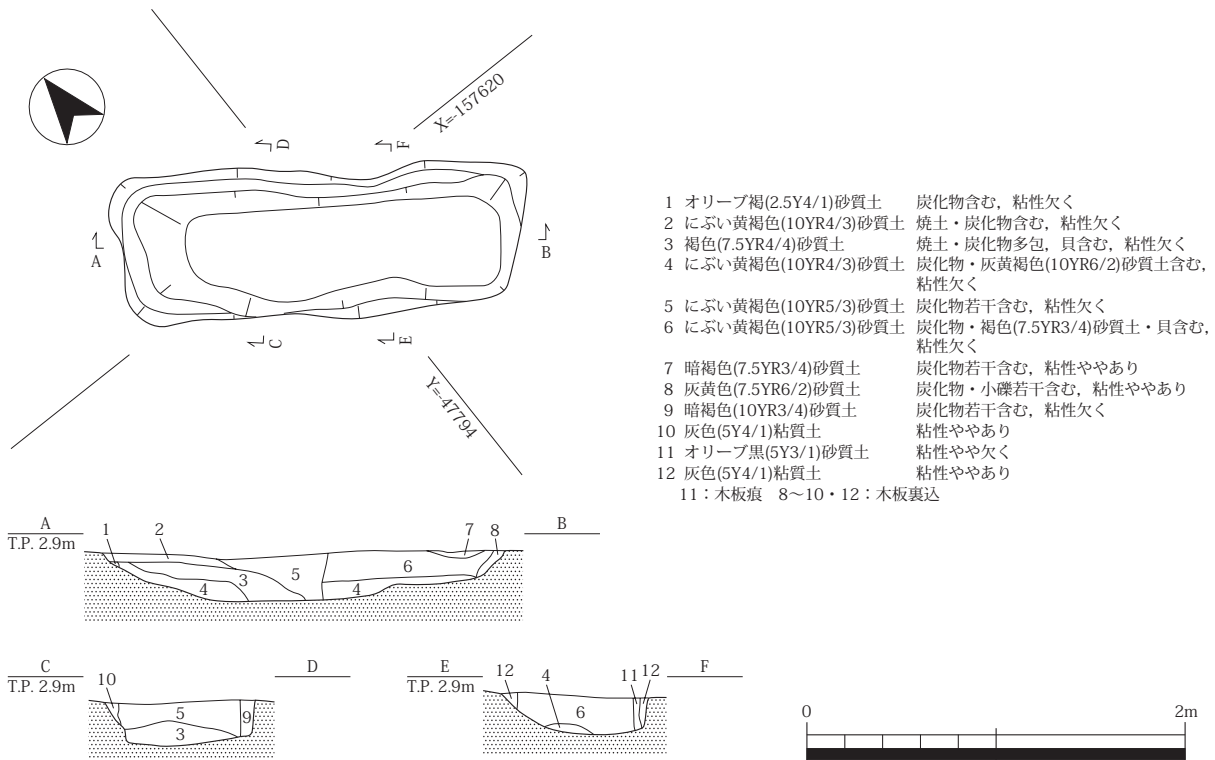 D
F
X=-157620
A
B
C
E
Y=-47794
1 オリーブ褐(2.5Y4/1)砂質土 炭化物含む，粘性欠く
2 にぶい黄褐色(10YR4/3)砂質土 焼土・炭化物含む，粘性欠く
3 褐色(7.5YR4/4)砂質土 焼土・炭化物多包，貝含む，粘性欠く
4 にぶい黄褐色(10YR4/3)砂質土 炭化物・灰黄褐色(10YR6/2)砂質土含む，
粘性欠く
5 にぶい黄褐色(10YR5/3)砂質土 炭化物若干含む，粘性欠く
6 にぶい黄褐色(10YR5/3)砂質土 炭化物・褐色(7.5YR3/4)砂質土・貝含む，
粘性欠く
7 暗褐色(7.5YR3/4)砂質土 炭化物若干含む，粘性ややあり
8 灰黄色(7.5YR6/2)砂質土 炭化物・小礫若干含む，粘性ややあり
9 暗褐色(10YR3/4)砂質土 炭化物若干含む，粘性欠く
10 灰色(5Y4/1)粘質土 粘性ややあり
11 オリーブ黒(5Y3/1)砂質土 粘性やや欠く
12 灰色(5Y4/1)粘質土 粘性ややあり
11：木板痕 8〜10・12：木板裏込
A 1 2 7 8 B
T.P. 2.9m
6
5
3
4 4
C 10 D
T.P. 2.9m
5
9
3
E 12 4 11 12 F
T.P. 2.9m
6
0 2m